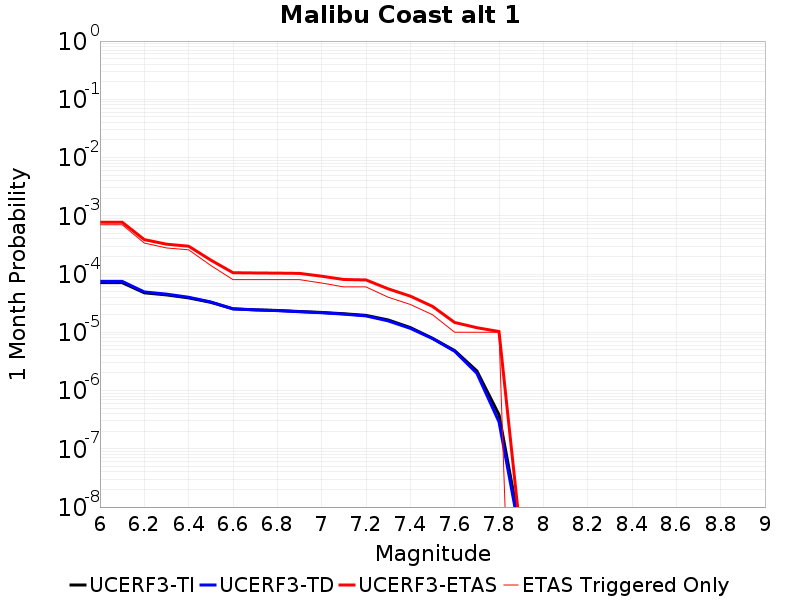 Malibu Coast alt 1
1 Month Probability
10^0
10^-1
10^-2
10^-3
10^-4
10^-5
10^-6
10^-7
10^-8
6 6.2 6.4 6.6 6.8 7 7.2 7.4 7.6 7.8 8 8.2 8.4 8.6 8.8 9
Magnitude
UCERF3-TI UCERF3-TD UCERF3-ETAS ETAS Triggered Only